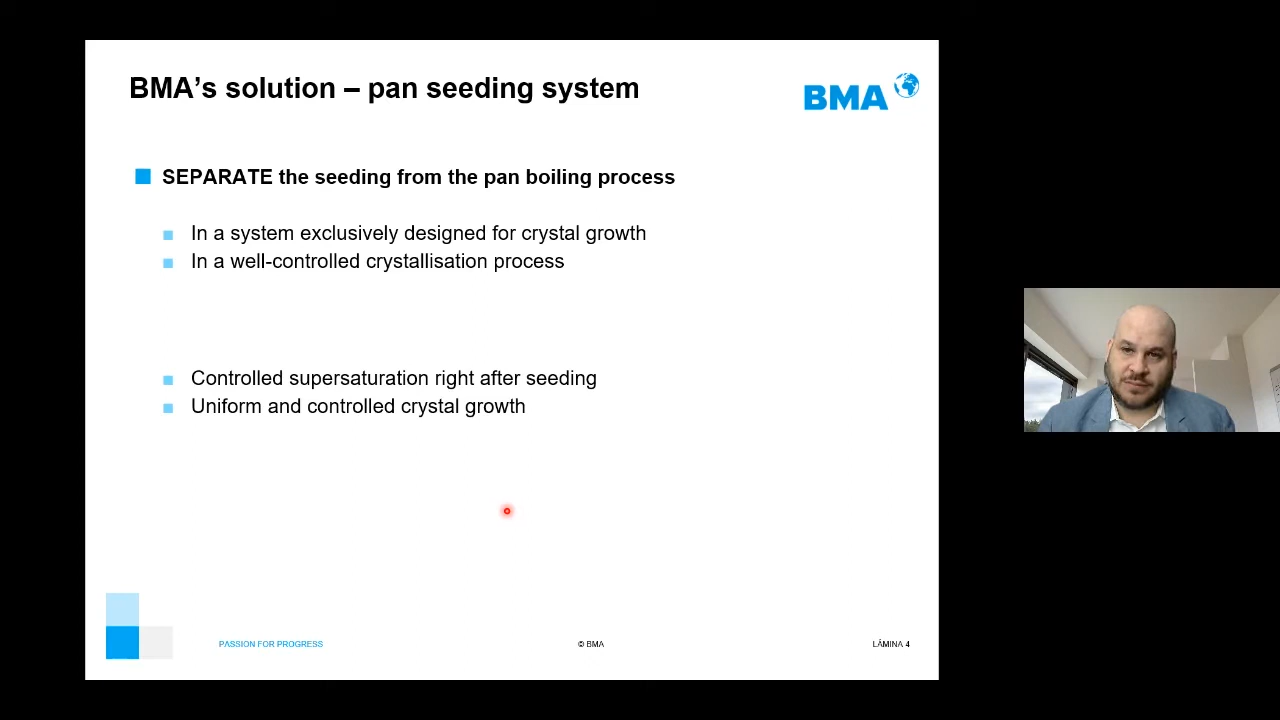 BMA's solution – pan seeding system
BMA
SEPARATE the seeding from the pan boiling process
In a system exclusively designed for crystal growth
In a well-controlled crystallisation process
Controlled supersaturation right after seeding
Uniform and controlled crystal growth
PASSION FOR PROGRESS
© BMA
LÂMINA 4